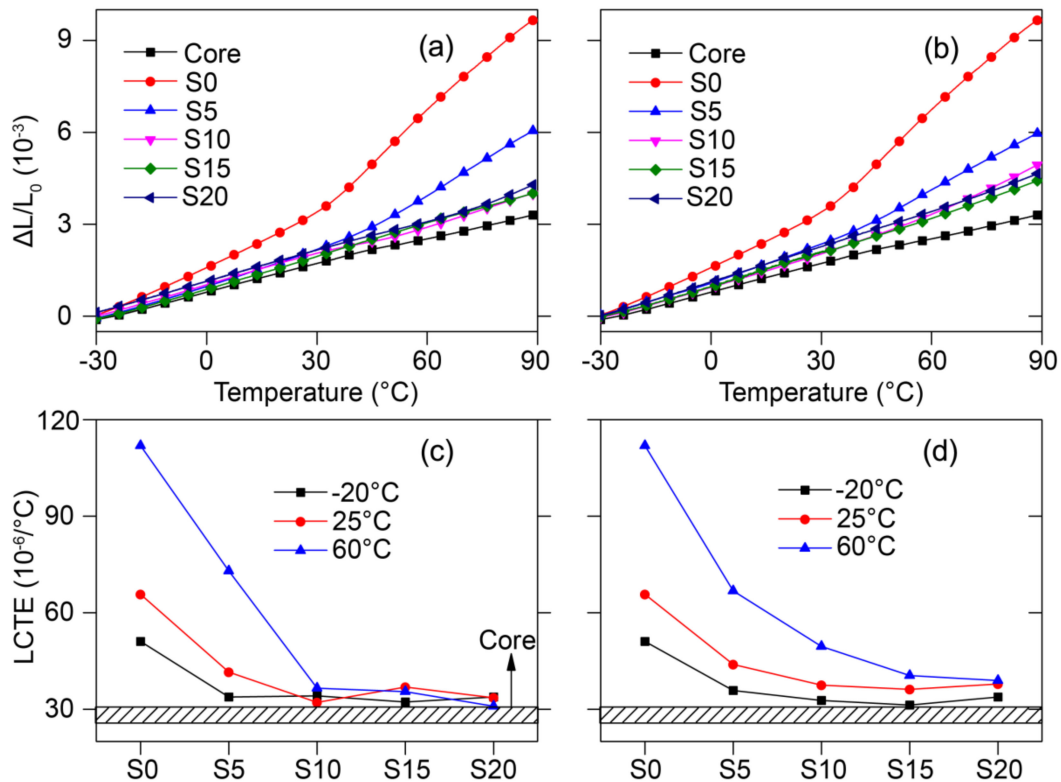 9
6
3
0
ΔL/L₀ (10⁻³)
(a)
Core
S0
S5
S10
S15
S20
-30 0 30 60 90
Temperature (°C)
(b)
Core
S0
S5
S10
S15
S20
-30 0 30 60 90
Temperature (°C)
120
90
60
30
LCTE (10⁻⁶/°C)
(c)
-20°C
25°C
60°C
Core
S0 S5 S10 S15 S20
(d)
-20°C
25°C
60°C
S0 S5 S10 S15 S20